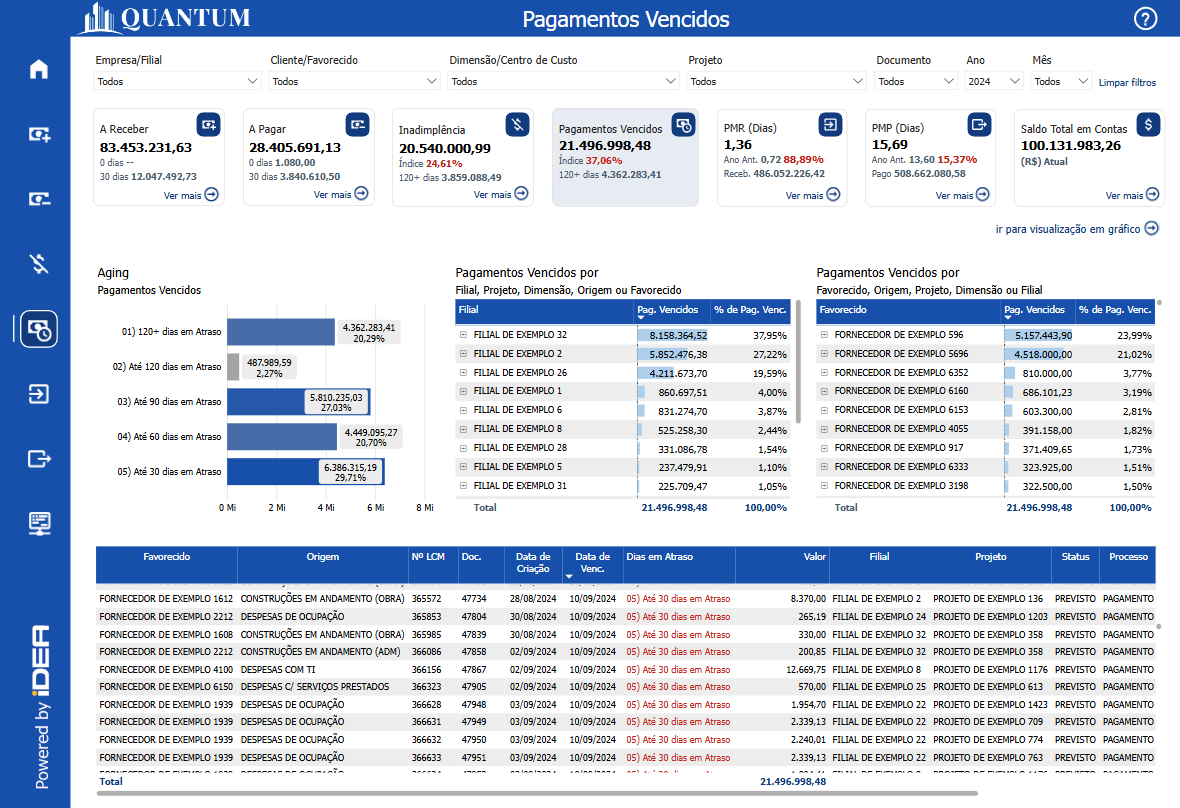 QUANTUM
Pagamentos Vencidos
?
Empresa/Filial Cliente/Favorecido Dimensão/Centro de Custo Projeto Documento Ano Mês
Todos Todos Todos Todos Todos 2024 Todos Limpar filtros
A Receber
83.453.231,63
0 dias --
30 dias 12.047.492,73
Ver mais
A Pagar
28.405.691,13
0 dias 1.080,00
30 dias 3.840.610,50
Ver mais
Inadimplência
20.540.000,99
Índice 24,61%
120+ dias 3.859.088,49
Ver mais
Pagamentos Vencidos
21.496.998,48
Índice 37,06%
120+ dias 4.362.283,41
PMR (Dias)
1,36
Ano Ant. 0,72 88,89%
Receb. 486.052.226,42
Ver mais
PMP (Dias)
15,69
Ano Ant. 13,60 15,37%
Pago 508.662.080,58
Ver mais
$
Saldo Total em Contas
100.131.983,26
(R$) Atual
Ver mais
ir para visualização em gráfico
Aging
Pagamentos Vencidos
01) 120+ dias em Atraso 4.362.283,41
20,29%
02) Até 120 dias em Atraso 487.989,59
2,27%
03) Até 90 dias em Atraso 5.810.235,03
27,03%
04) Até 60 dias em Atraso 4.449.095,27
20,70%
05) Até 30 dias em Atraso 6.386.315,19
29,71%
0 Mi 2 Mi 4 Mi 6 Mi 8 Mi
Pagamentos Vencidos por
Filial, Projeto, Dimensão, Origem ou Favorecido
Filial Pag. Vencidos % de Pag. Venc.
FILIAL DE EXEMPLO 32 8.158.364,52 37,95%
FILIAL DE EXEMPLO 2 5.852.476,38 27,22%
FILIAL DE EXEMPLO 26 4.211.673,70 19,59%
FILIAL DE EXEMPLO 1 860.697,51 4,00%
FILIAL DE EXEMPLO 6 831.274,70 3,87%
FILIAL DE EXEMPLO 8 525.258,30 2,44%
FILIAL DE EXEMPLO 28 331.086,78 1,54%
FILIAL DE EXEMPLO 5 237.479,91 1,10%
FILIAL DE EXEMPLO 31 225.709,47 1,05%
Total 21.496.998,48 100,00%
Pagamentos Vencidos por
Favorecido, Origem, Projeto, Dimensão ou Filial
Favorecido Pag. Vencidos % de Pag. Venc.
FORNECEDOR DE EXEMPLO 596 5.157.443,90 23,99%
FORNECEDOR DE EXEMPLO 5696 4.518.000,00 21,02%
FORNECEDOR DE EXEMPLO 6352 810.000,00 3,77%
FORNECEDOR DE EXEMPLO 6160 686.101,23 3,19%
FORNECEDOR DE EXEMPLO 6153 603.300,00 2,81%
FORNECEDOR DE EXEMPLO 4055 391.158,00 1,82%
FORNECEDOR DE EXEMPLO 917 371.409,65 1,73%
FORNECEDOR DE EXEMPLO 6333 323.925,00 1,51%
FORNECEDOR DE EXEMPLO 3198 322.500,00 1,50%
Total 21.496.998,48 100,00%
Favorecido Origem Nº LCM Doc. Data de Criação Data de Venc. Dias em Atraso Valor Filial Projeto Status Processo
FORNECEDOR DE EXEMPLO 1612 CONSTRUÇÕES EM ANDAMENTO (OBRA) 365572 47734 28/08/2024 10/09/2024 05) Até 30 dias em Atraso 8.370,00 FILIAL DE EXEMPLO 2 PROJETO DE EXEMPLO 136 PREVISTO PAGAMENTO
FORNECEDOR DE EXEMPLO 2212 DESPESAS DE OCUPAÇÃO 365853 47804 30/08/2024 10/09/2024 05) Até 30 dias em Atraso 265,19 FILIAL DE EXEMPLO 24 PROJETO DE EXEMPLO 1203 PREVISTO PAGAMENTO
FORNECEDOR DE EXEMPLO 1608 CONSTRUÇÕES EM ANDAMENTO (OBRA) 365985 47839 30/08/2024 10/09/2024 05) Até 30 dias em Atraso 330,00 FILIAL DE EXEMPLO 32 PROJETO DE EXEMPLO 358 PREVISTO PAGAMENTO
FORNECEDOR DE EXEMPLO 2212 CONSTRUÇÕES EM ANDAMENTO (ADM) 366086 47858 02/09/2024 10/09/2024 05) Até 30 dias em Atraso 200,85 FILIAL DE EXEMPLO 32 PROJETO DE EXEMPLO 358 PREVISTO PAGAMENTO
FORNECEDOR DE EXEMPLO 4100 DESPESAS COM TI 366156 47867 02/09/2024 10/09/2024 05) Até 30 dias em Atraso 12.669,75 FILIAL DE EXEMPLO 8 PROJETO DE EXEMPLO 1176 PREVISTO PAGAMENTO
FORNECEDOR DE EXEMPLO 6150 DESPESAS C/ SERVIÇOS PRESTADOS 366323 47905 02/09/2024 10/09/2024 05) Até 30 dias em Atraso 570,00 FILIAL DE EXEMPLO 25 PROJETO DE EXEMPLO 613 PREVISTO PAGAMENTO
FORNECEDOR DE EXEMPLO 1939 DESPESAS DE OCUPAÇÃO 366628 47948 03/09/2024 10/09/2024 05) Até 30 dias em Atraso 1.954,70 FILIAL DE EXEMPLO 22 PROJETO DE EXEMPLO 1423 PREVISTO PAGAMENTO
FORNECEDOR DE EXEMPLO 1939 DESPESAS DE OCUPAÇÃO 366631 47949 03/09/2024 10/09/2024 05) Até 30 dias em Atraso 2.339,13 FILIAL DE EXEMPLO 22 PROJETO DE EXEMPLO 709 PREVISTO PAGAMENTO
FORNECEDOR DE EXEMPLO 1939 DESPESAS DE OCUPAÇÃO 366632 47950 03/09/2024 10/09/2024 05) Até 30 dias em Atraso 2.240,01 FILIAL DE EXEMPLO 22 PROJETO DE EXEMPLO 774 PREVISTO PAGAMENTO
FORNECEDOR DE EXEMPLO 1939 DESPESAS DE OCUPAÇÃO 366633 47951 03/09/2024 10/09/2024 05) Até 30 dias em Atraso 2.339,13 FILIAL DE EXEMPLO 22 PROJETO DE EXEMPLO 763 PREVISTO PAGAMENTO
Total 21.496.998,48
Powered by iDEA